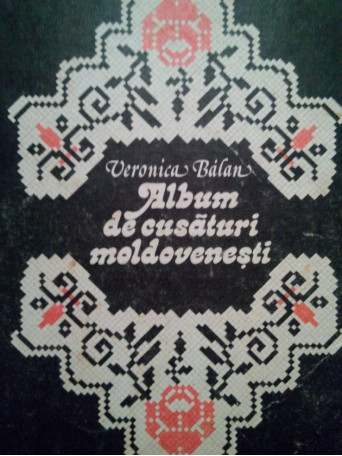 Veronica Bălan
Album
de cusături
moldovenești